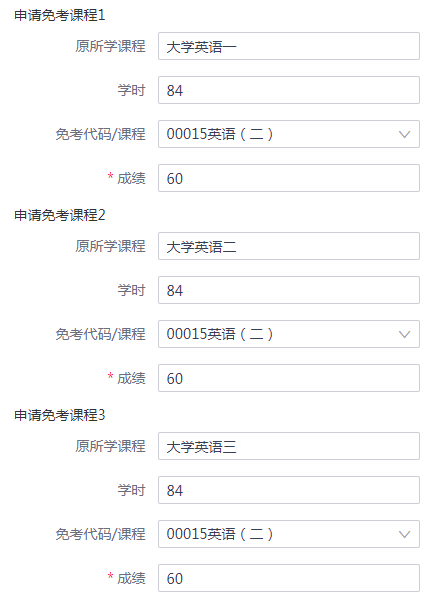 申请免考课程1
原所学课程 大学英语一
学时 84
免考代码/课程 00015英语（二）
* 成绩 60
申请免考课程2
原所学课程 大学英语二
学时 84
免考代码/课程 00015英语（二）
* 成绩 60
申请免考课程3
原所学课程 大学英语三
学时 84
免考代码/课程 00015英语（二）
* 成绩 60